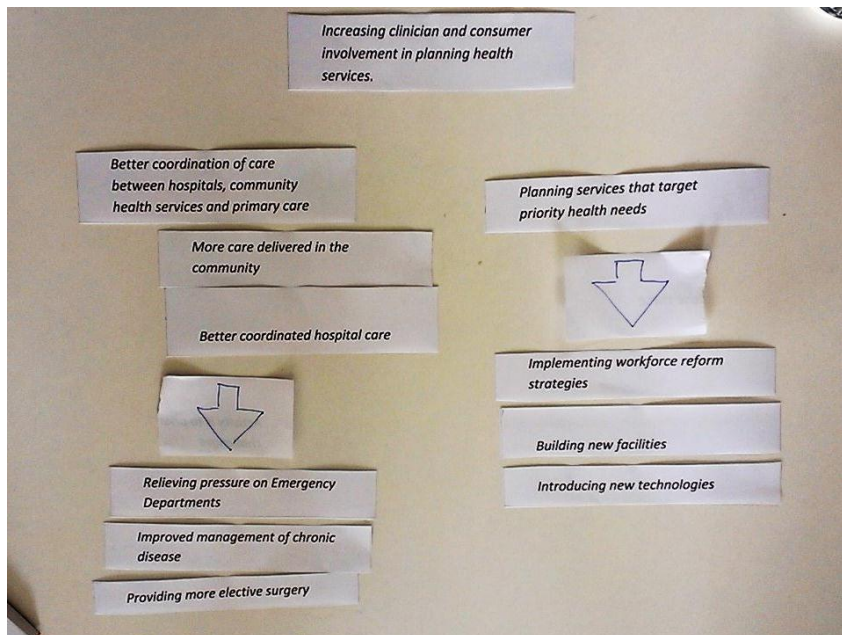 Increasing clinician and consumer
involvement in planning health
services.
Better coordination of care
between hospitals, community
health services and primary care
More care delivered in the
community
Better coordinated hospital care
Relieving pressure on Emergency
Departments
Improved management of chronic
disease
Providing more elective surgery
Planning services that target
priority health needs
Implementing workforce reform
strategies
Building new facilities
Introducing new technologies